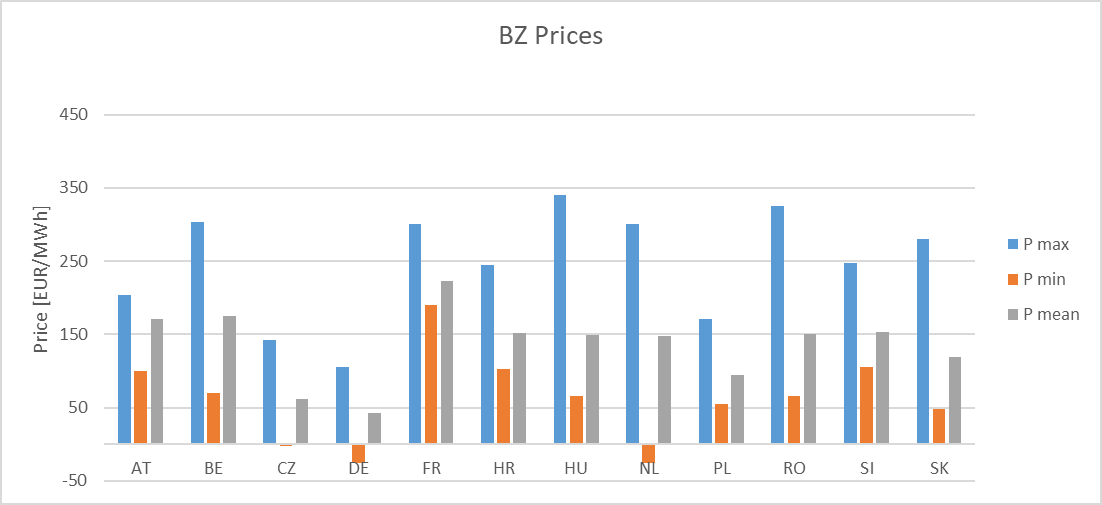 BZ Prices
450
350
250
150
50
-50
Price [EUR/MWh]
AT BE CZ DE FR HR HU NL PL RO SI SK
P max
P min
P mean